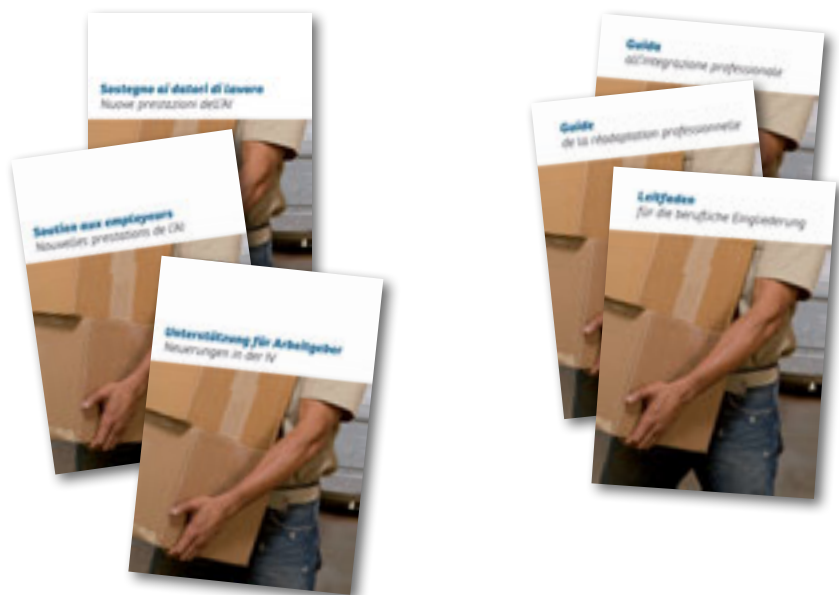 Sostegno ai datori di lavoro
Nuove prestazioni dell'AI
Soutien aux employeurs
Nouvelles prestations de l'AI
Unterstützung für Arbeitgeber
Neuerungen in der IV
Guida
all'integrazione professionale
Guide
de la réadaptation professionnelle
Leitfaden
für die berufliche Eingliederung